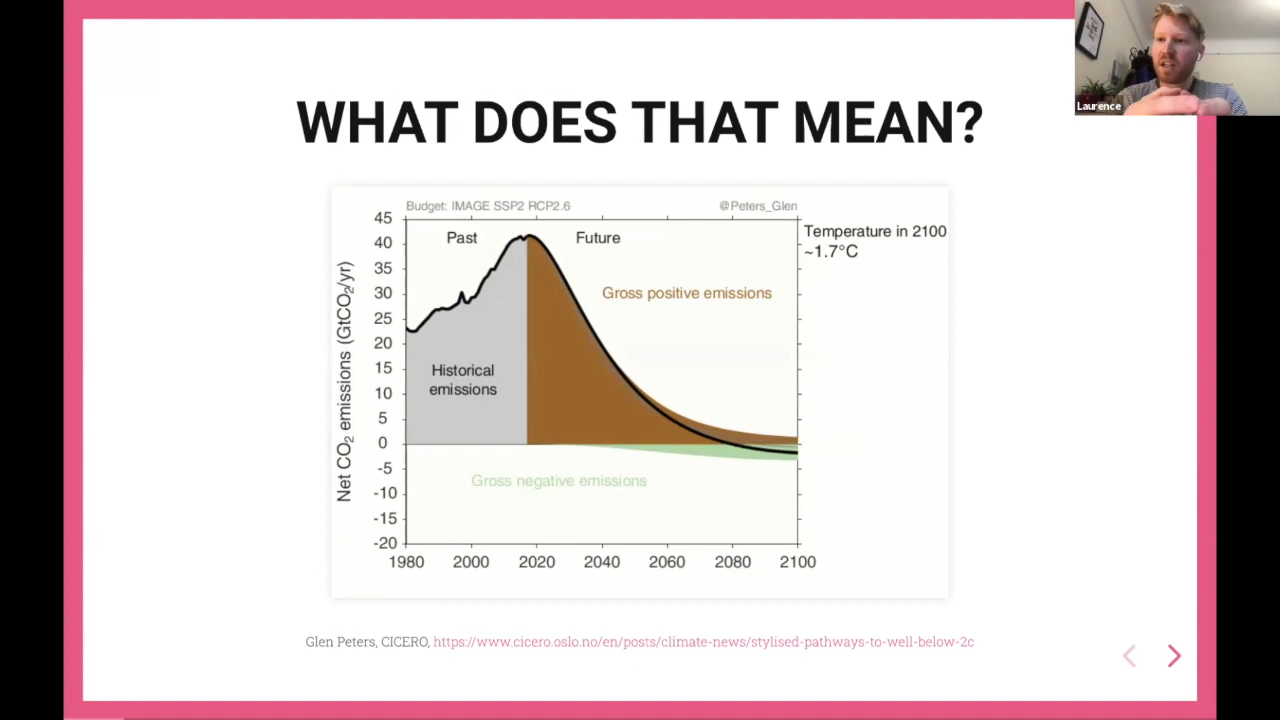 Laurence
WHAT DOES THAT MEAN?
Budget: IMAGE SSP2 RCP2.6
@Peters_Glen
Net CO₂ emissions (GtCO₂/yr)
45
40
35
30
25
20
15
10
5
0
-5
-10
-15
-20
Past
Future
Temperature in 2100
~1.7°C
Gross positive emissions
Historical
emissions
Gross negative emissions
1980 2000 2020 2040 2060 2080 2100
Glen Peters, CICERO, https://www.cicero.oslo.no/en/posts/climate-news/stylised-pathways-to-well-below-2c